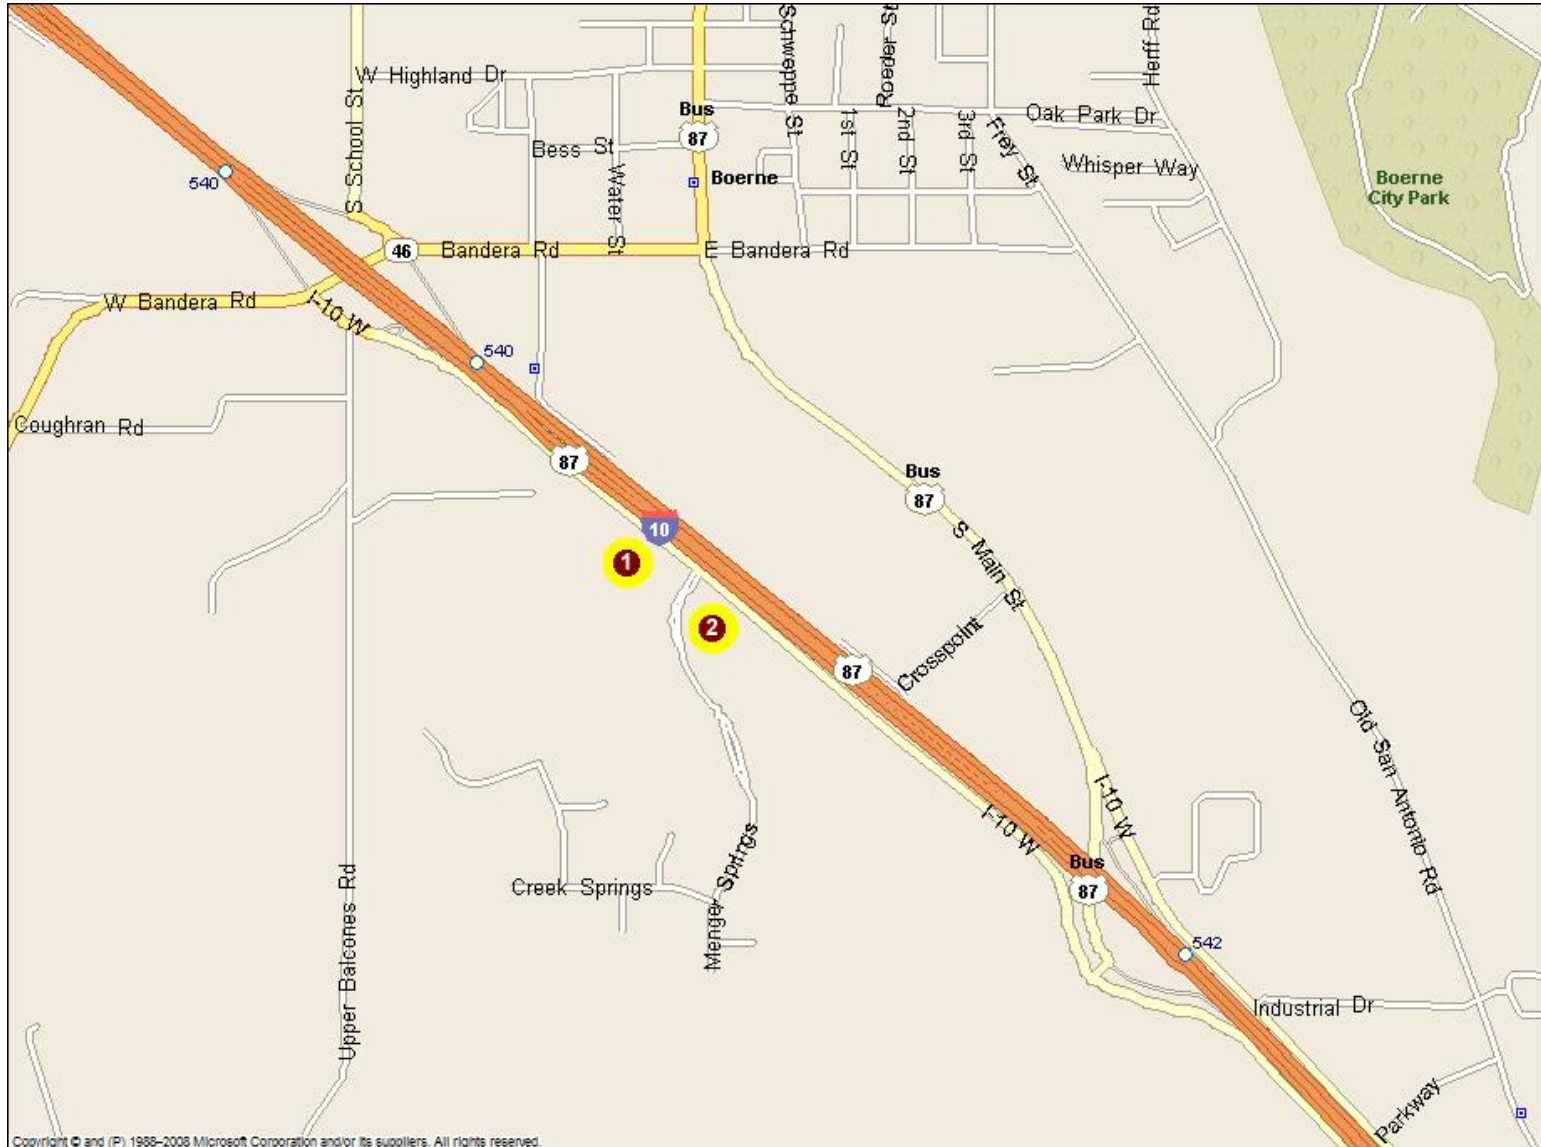 Schweppe St
Roeder St
Herff Rd
W Highland Dr
S School St
Bus
87
Oak Park Dr
1st St
2nd St
3rd St
Frey St
Bess St
Water St
Whisper Way
Boerne
Boerne
City Park
540
46
Bandera Rd
E Bandera Rd
W Bandera Rd
I-10 W
540
Coughran Rd
87
Bus
87
10
1
S Main St
2
87
Crosspoint
Old San Antonio Rd
I-10 W
I-10 W
Bus
87
Creek Springs
Menger Springs
Upper Balcones Rd
542
Industrial Dr
Parkway
Copyright © and (P) 1988–2008 Microsoft Corporation and/or its suppliers. All rights reserved.